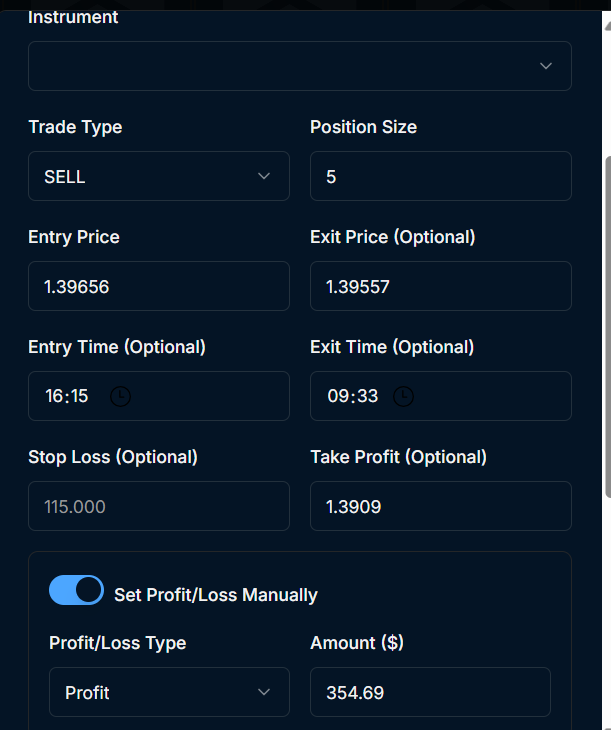 Instrument
Trade Type
Position Size
SELL
5
Entry Price
Exit Price (Optional)
1.39656
1.39557
Entry Time (Optional)
Exit Time (Optional)
16:15
09:33
Stop Loss (Optional)
Take Profit (Optional)
115.000
1.3909
Set Profit/Loss Manually
Profit/Loss Type
Amount ($)
Profit
354.69